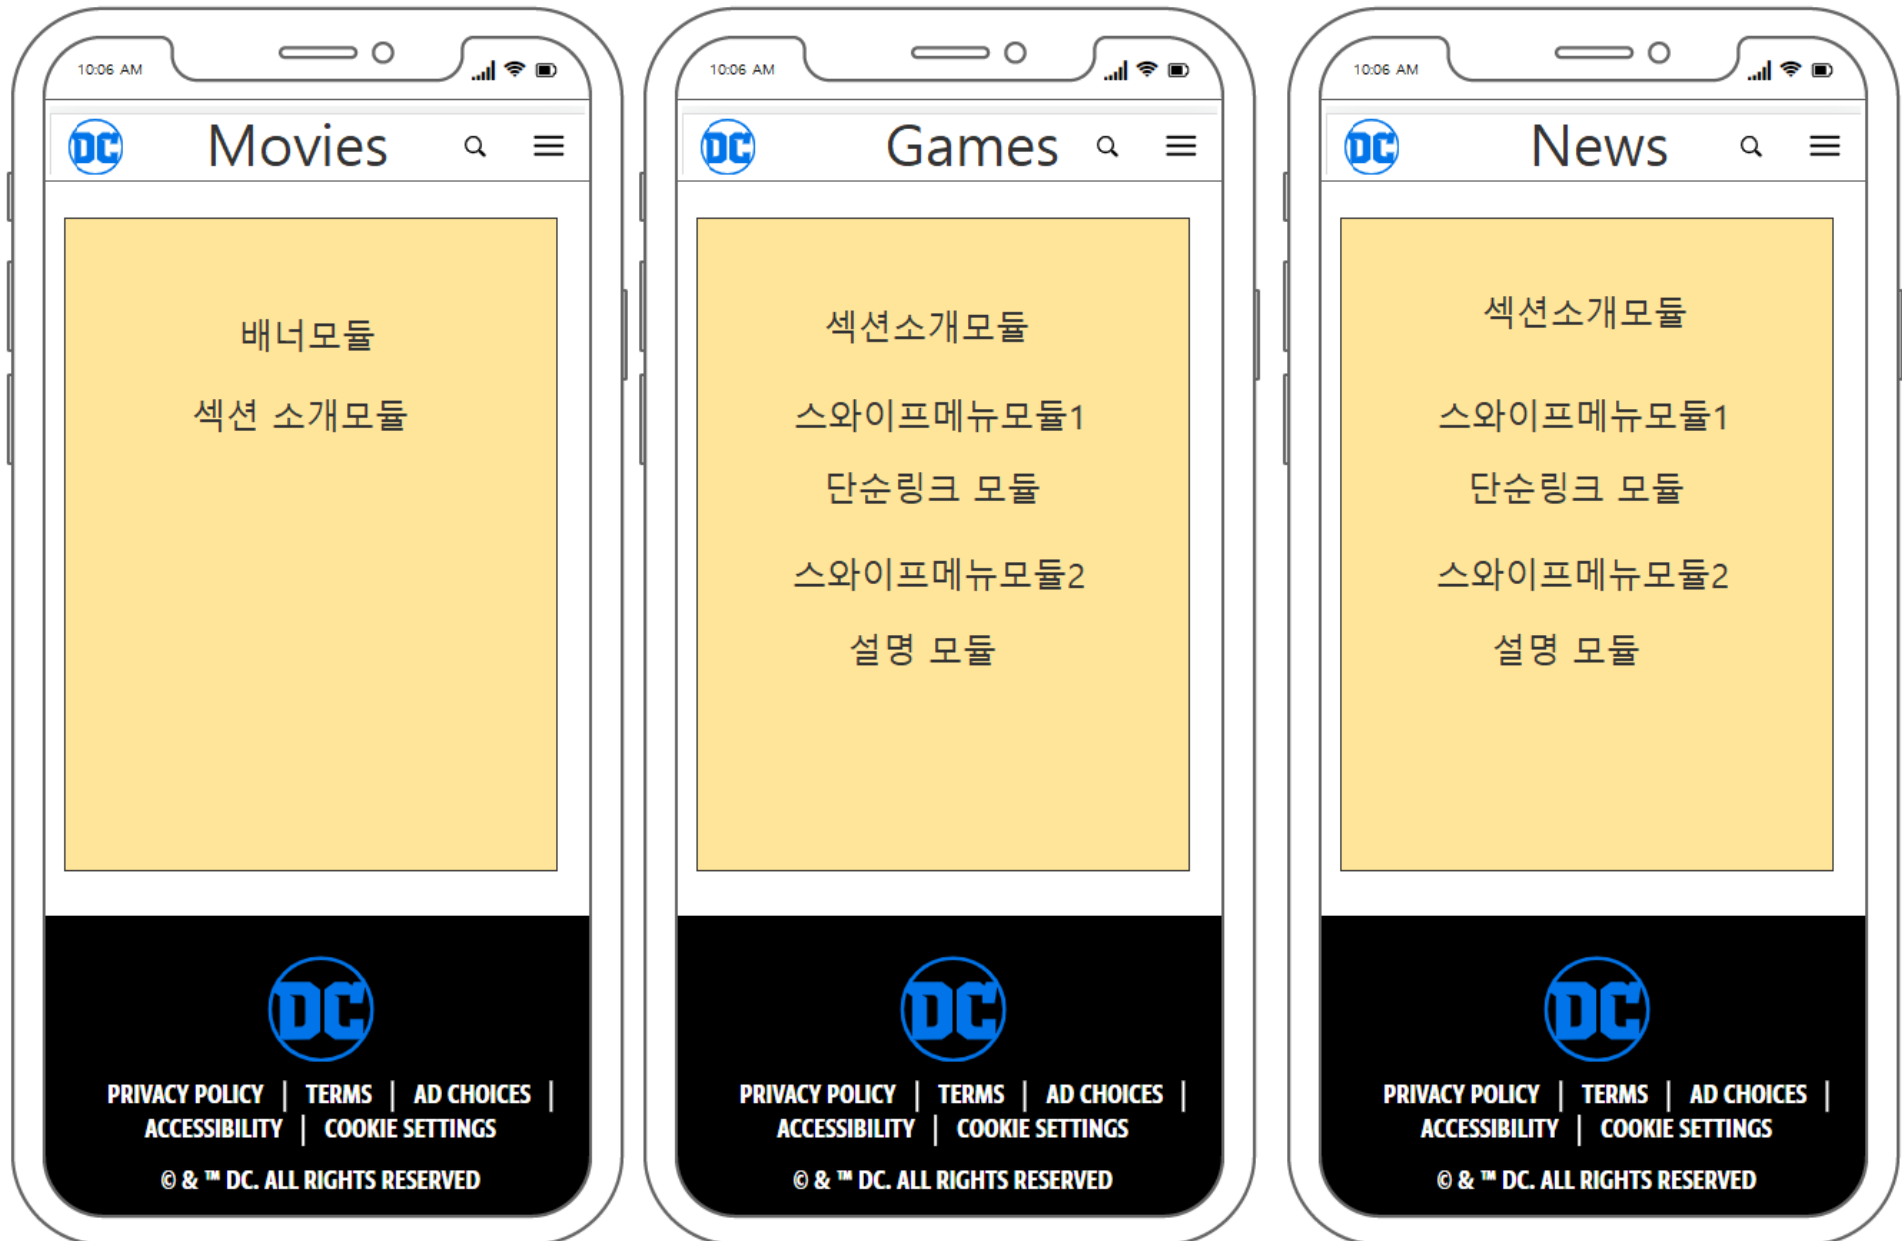 10:06 AM
DC
Movies
배너모듈
섹션 소개모듈
DC
PRIVACY POLICY | TERMS | AD CHOICES |
ACCESSIBILITY | COOKIE SETTINGS
© & ™ DC. ALL RIGHTS RESERVED
10:06 AM
DC
Games
섹션소개모듈
스와이프메뉴모듈1
단순링크 모듈
스와이프메뉴모듈2
설명 모듈
DC
PRIVACY POLICY | TERMS | AD CHOICES |
ACCESSIBILITY | COOKIE SETTINGS
© & ™ DC. ALL RIGHTS RESERVED
10:06 AM
DC
News
섹션소개모듈
스와이프메뉴모듈1
단순링크 모듈
스와이프메뉴모듈2
설명 모듈
DC
PRIVACY POLICY | TERMS | AD CHOICES |
ACCESSIBILITY | COOKIE SETTINGS
© & ™ DC. ALL RIGHTS RESERVED